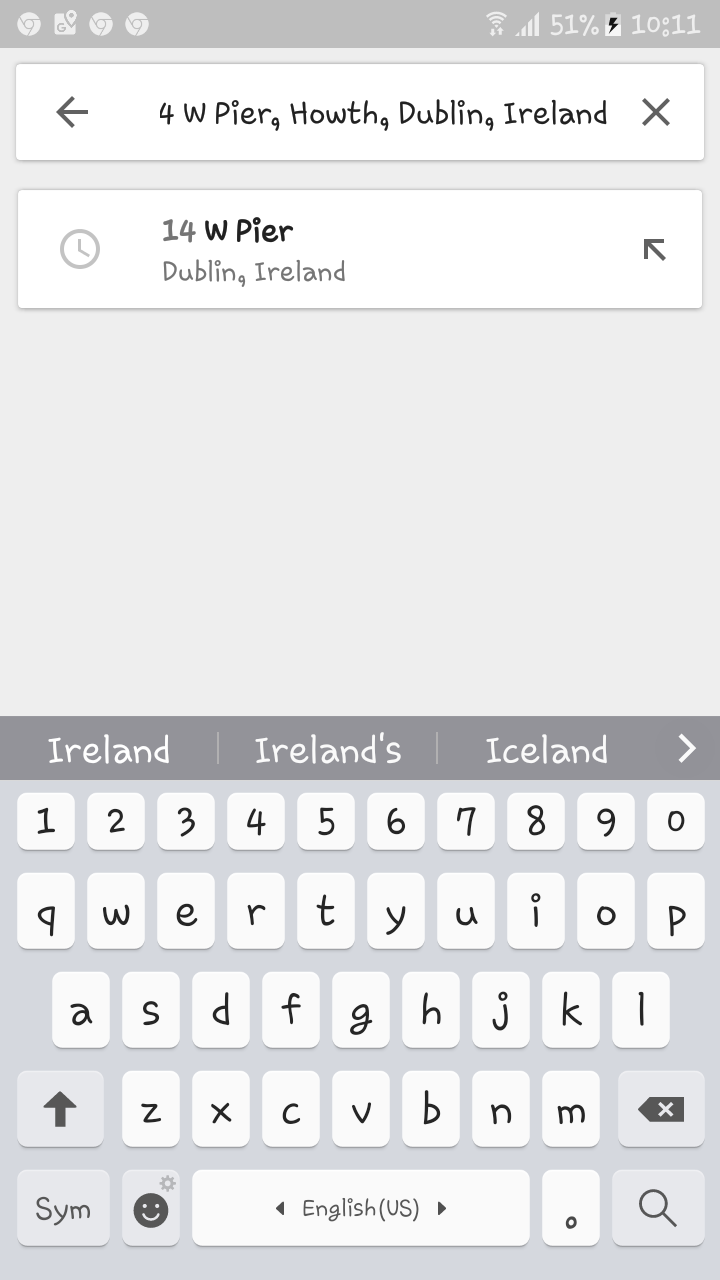 51% 10:11
4 W Pier, Howth, Dublin, Ireland
14 W Pier
Dublin, Ireland
Ireland Ireland's Iceland
1 2 3 4 5 6 7 8 9 0
q w e r t y u i o p
a s d f g h j k l
z x c v b n m
Sym English(US) .